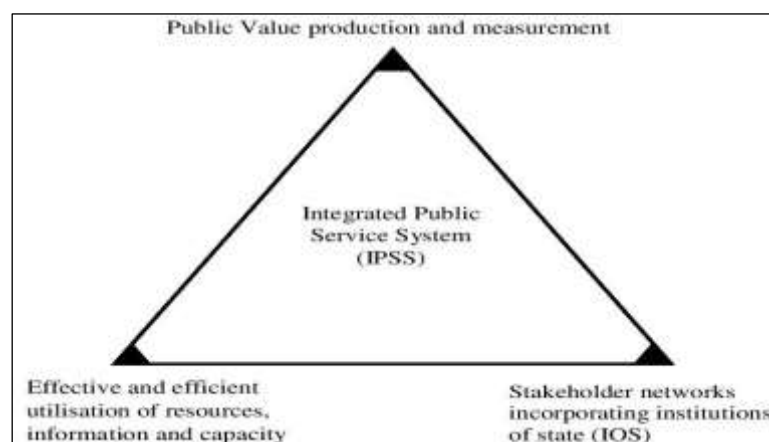 Public Value production and measurement
Integrated Public
Service System
(IPSS)
Effective and efficient
utilisation of resources,
information and capacity
Stakeholder networks
incorporating institutions
of state (IOS)